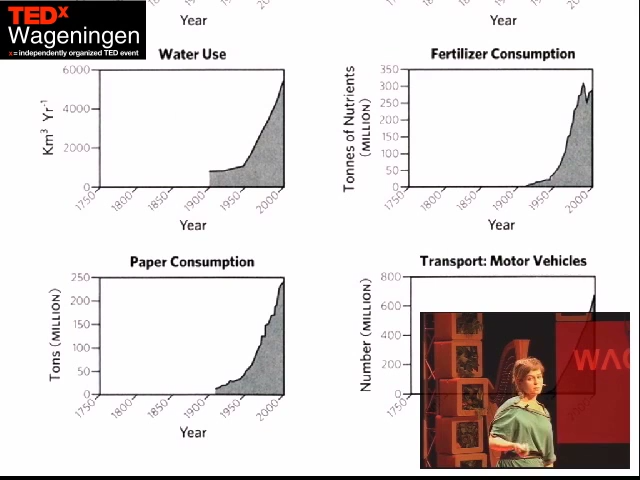 TEDx
Wageningen
x = independently organized TED event
Year
Year
Water Use
Km³ Yr⁻¹
6000
4000
2000
0
1750
1800
1850
1900
1950
2000
Year
Fertilizer Consumption
Tonnes of Nutrients
(MILLION)
350
300
250
200
150
100
50
0
1750
1800
1850
1900
1950
2000
Year
Paper Consumption
Tons (MILLION)
250
200
150
100
50
0
1750
1800
1850
1900
1950
2000
Year
Transport: Motor Vehicles
Number (MILLION)
800
600
400
200
0
1750
WAG